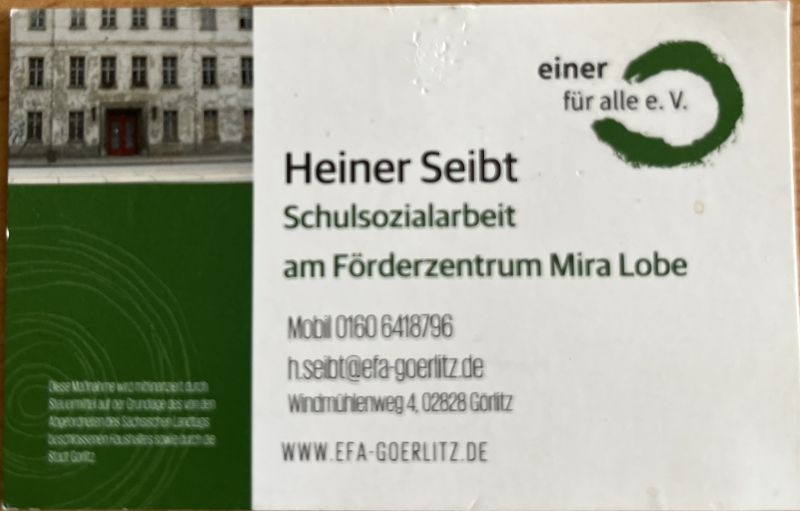 einer
für alle e. V.
Heiner Seibt
Schulsozialarbeit
am Förderzentrum Mira Lobe
Mobil 0160 6418796
h.seibt@efa-goerlitz.de
Windmühlenweg 4, 02828 Görlitz
WWW.EFA-GOERLITZ.DE
Diese Maßnahme wird mitfinanziert durch
Steuermittel auf der Grundlage des von den
Abgeordneten des Sächsischen Landtags
beschlossenen Haushaltes sowie durch die
Stadt Görlitz.